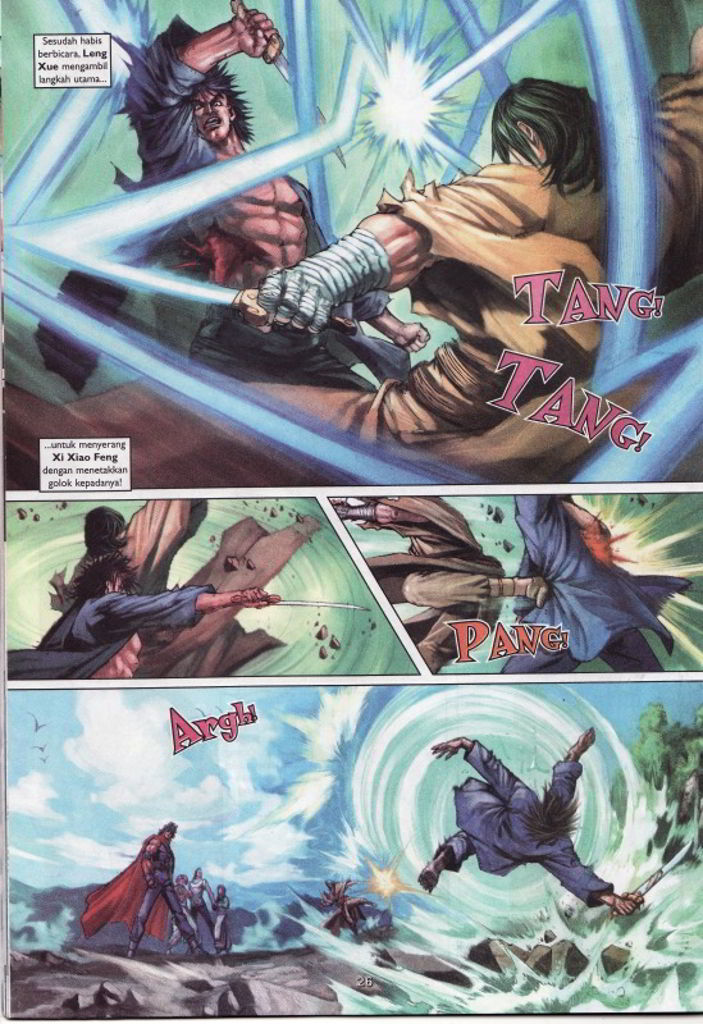 Sesudah habis
berbicara, Leng
Xue mengambil
langkah utama...
TANG!
TANG!
...untuk menyerang
Xi Xiao Feng
dengan menetakkan
golok kepadanya!
PANG!
Argh!
26